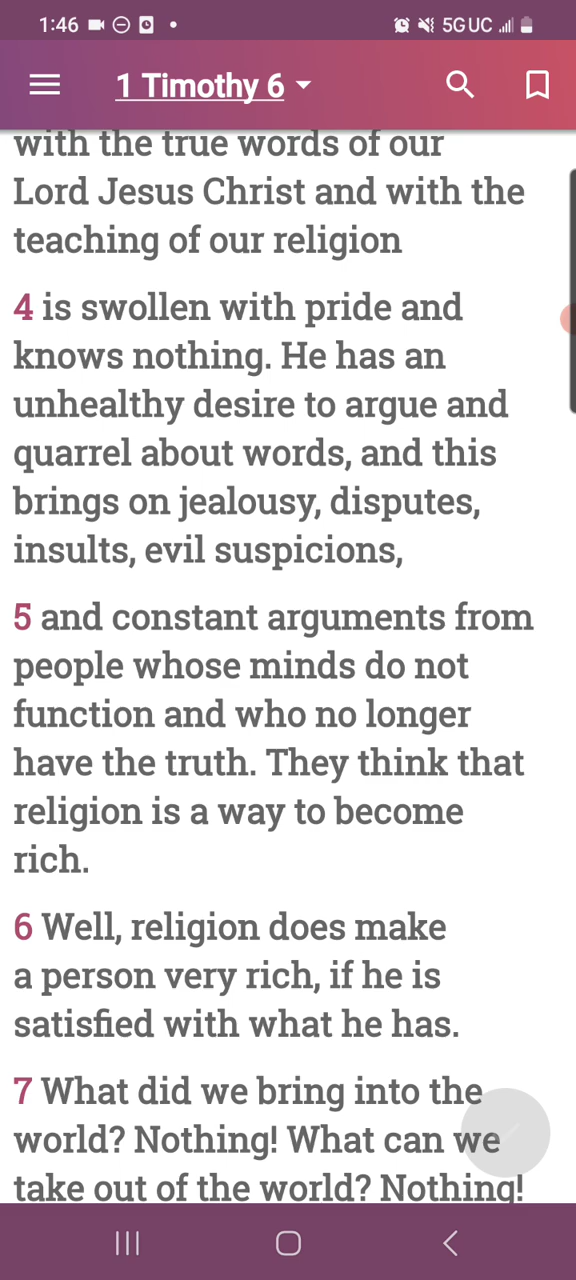 1:46
5G UC
1 Timothy 6
with the true words of our
Lord Jesus Christ and with the
teaching of our religion
4 is swollen with pride and
knows nothing. He has an
unhealthy desire to argue and
quarrel about words, and this
brings on jealousy, disputes,
insults, evil suspicions,
5 and constant arguments from
people whose minds do not
function and who no longer
have the truth. They think that
religion is a way to become
rich.
6 Well, religion does make
a person very rich, if he is
satisfied with what he has.
7 What did we bring into the
world? Nothing! What can we
take out of the world? Nothing!